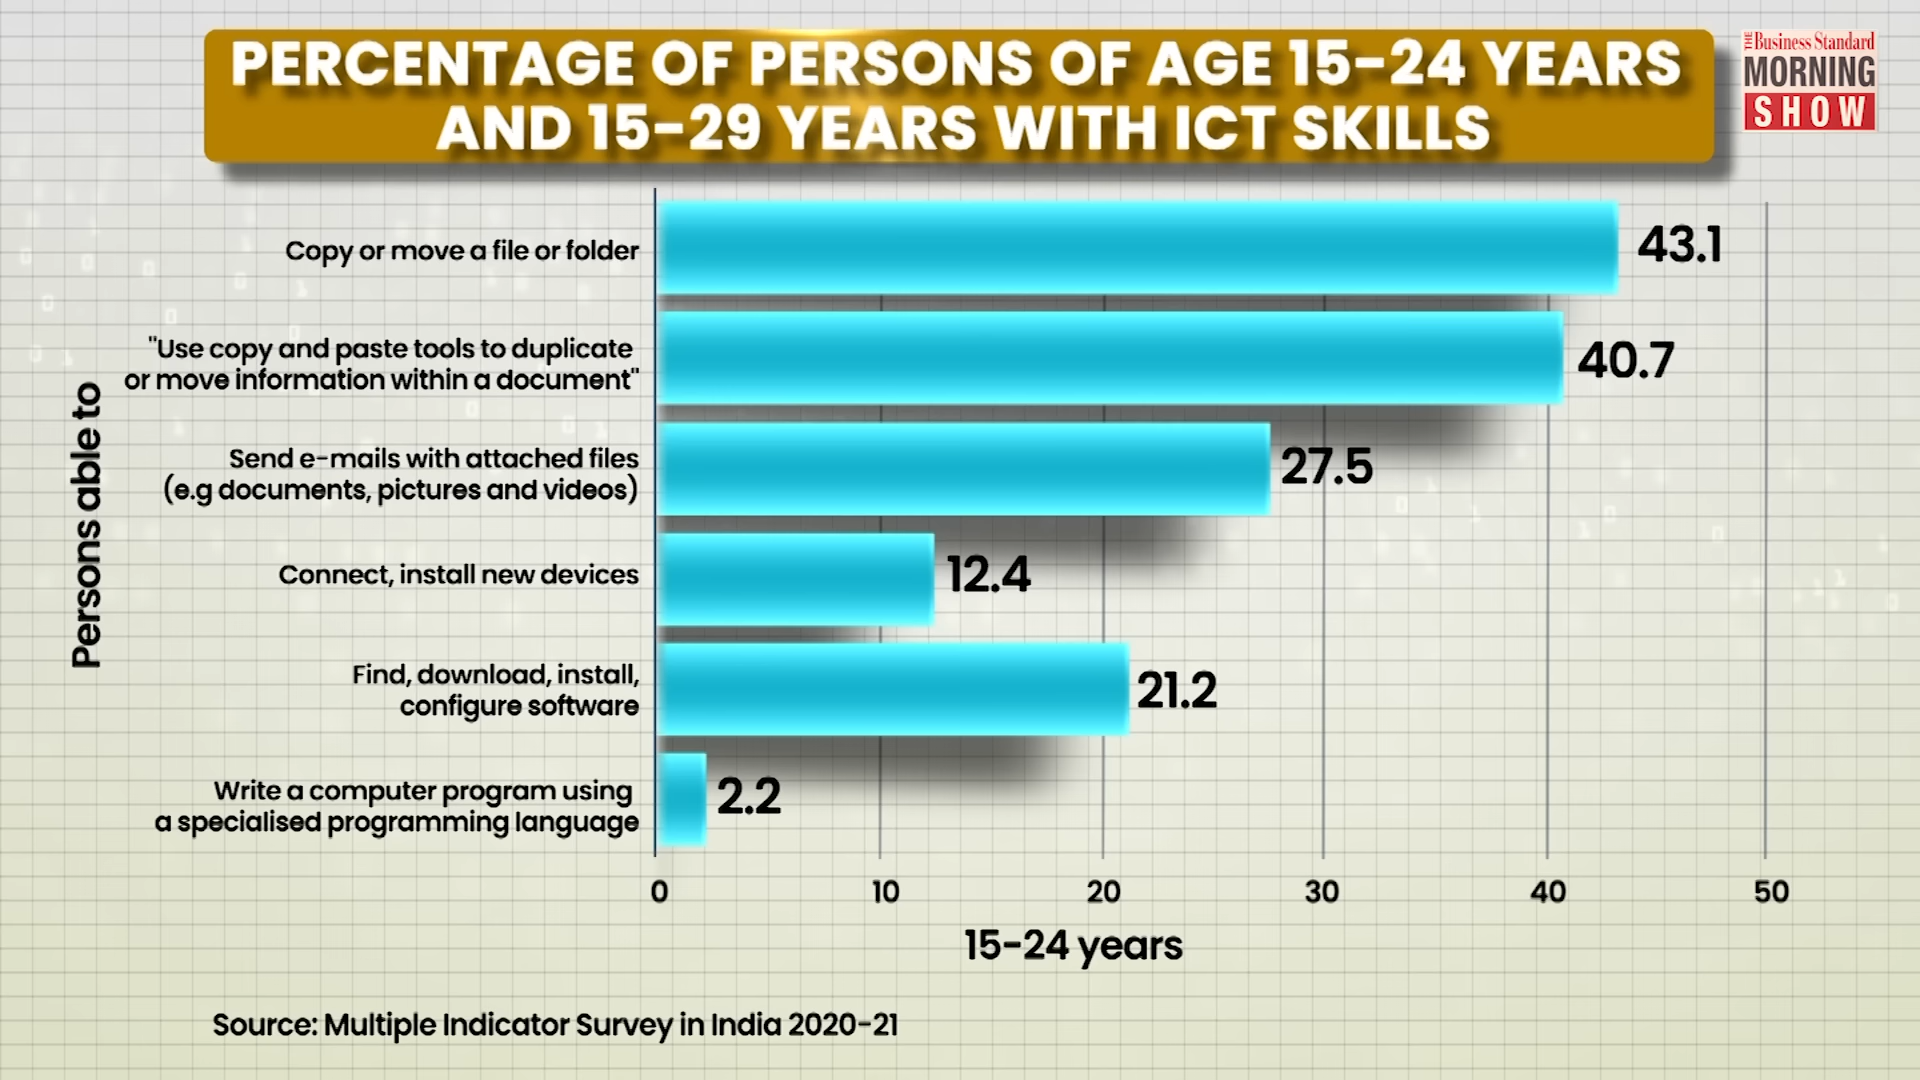 PERCENTAGE OF PERSONS OF AGE 15-24 YEARS
AND 15-29 YEARS WITH ICT SKILLS
THE Business Standard
MORNING
SHOW
Persons able to
Copy or move a file or folder
43.1
"Use copy and paste tools to duplicate
or move information within a document"
40.7
Send e-mails with attached files
(e.g documents, pictures and videos)
27.5
Connect, install new devices
12.4
Find, download, install,
configure software
21.2
Write a computer program using
a specialised programming language
2.2
0 10 20 30 40 50
15-24 years
Source: Multiple Indicator Survey in India 2020-21